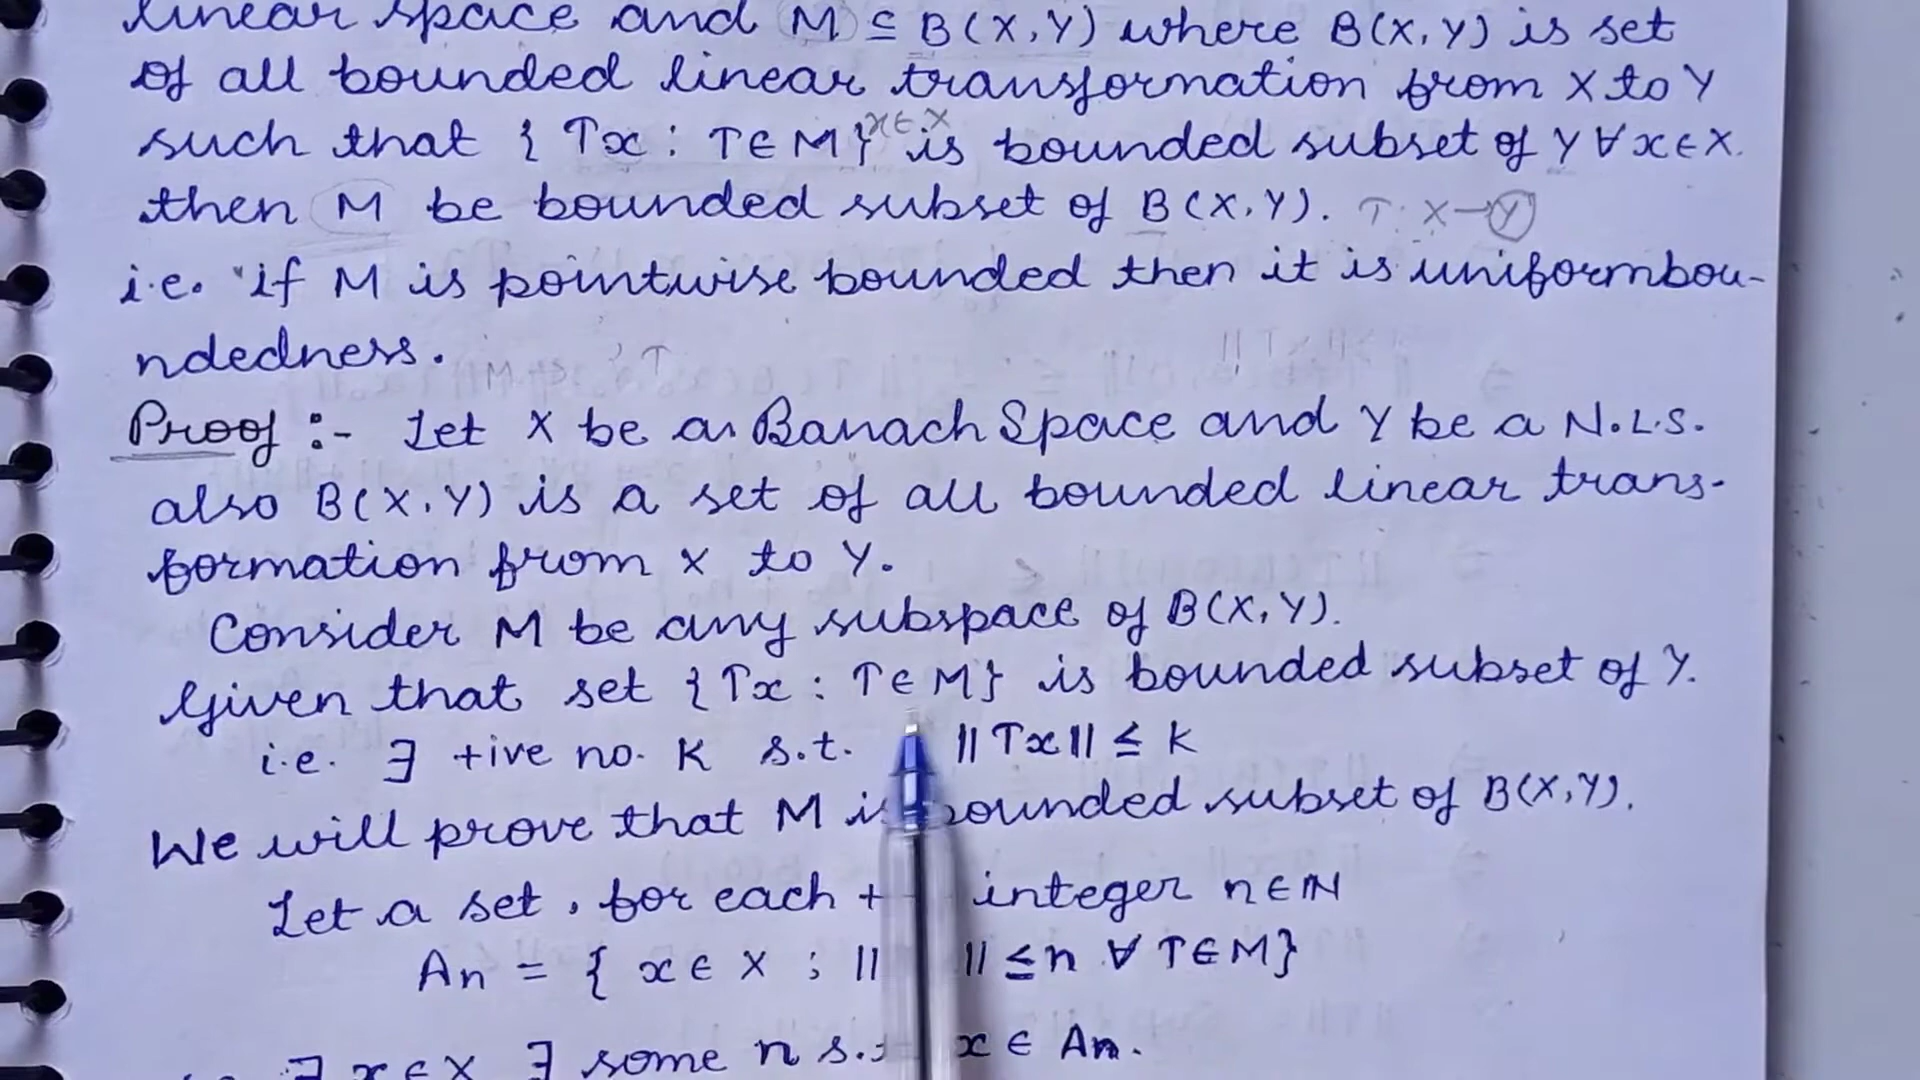 linear space and M ⊆ B(X,Y) where B(X,Y) is set
of all bounded linear transformation from X to Y
such that { Tx : T∈M} x∈X is bounded subset of Y ∀ x∈X.
then M be bounded subset of B(X,Y). T: X→Y
i.e. "if M is pointwise bounded then it is uniformbou-
ndedness.
Proof :- Let X be a Banach Space and Y be a N.L.S.
also B(X,Y) is a set of all bounded linear trans-
formation from X to Y.
Consider M be any subspace of B(X,Y).
Given that set {Tx : T∈M} is bounded subset of Y.
i.e. ∃ +ive no. K s.t. ||Tx|| ≤ K
We will prove that M is bounded subset of B(X,Y).
Let a set, for each + integer n∈ℕ
An = { x∈X ; || || ≤n ∀ T∈M}
∃ x∈X ∃ some n s.t x ∈ An.